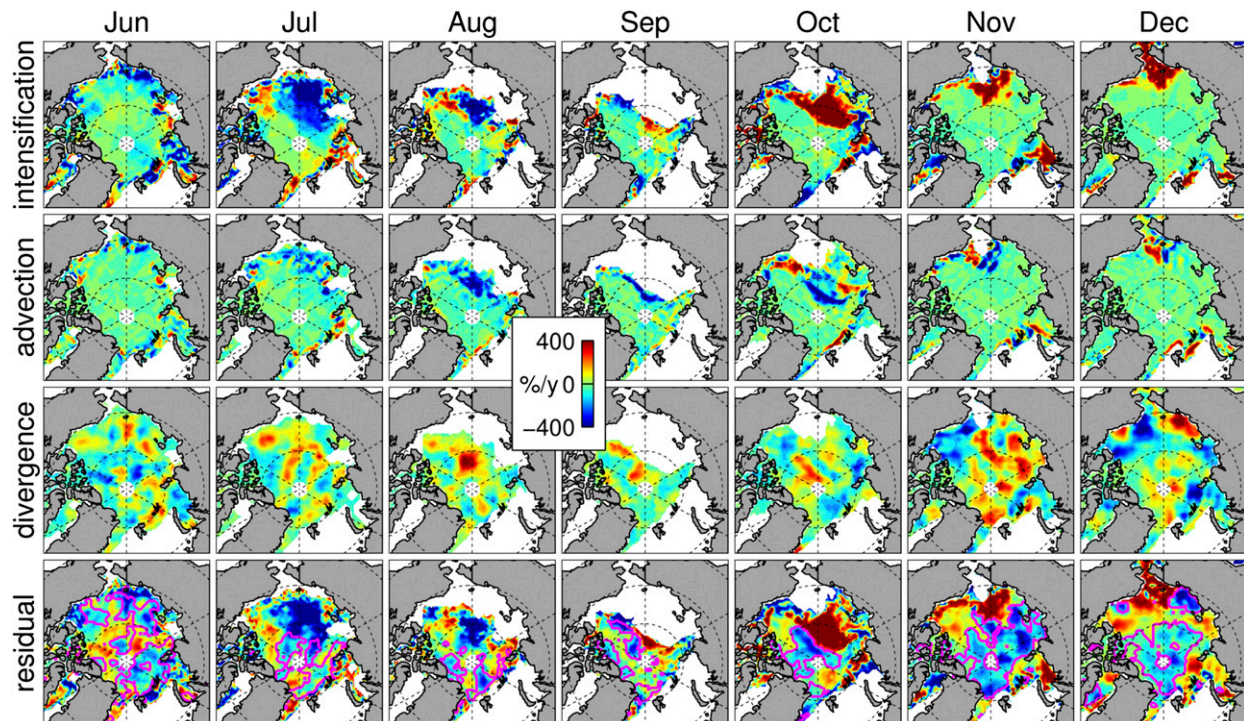 Jun Jul Aug Sep Oct Nov Dec
intensification
advection
400
%/y 0
−400
divergence
residual